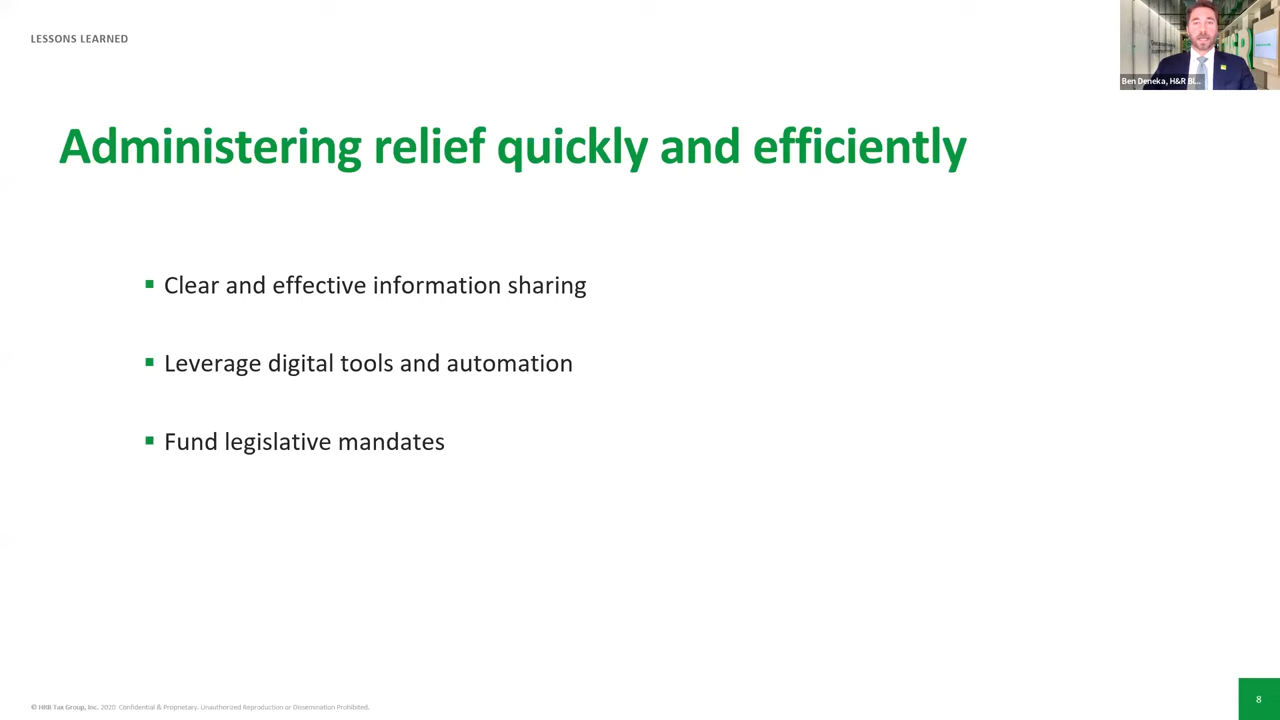 LESSONS LEARNED
Ben Deneka, H&R Bl...
Administering relief quickly and efficiently
Clear and effective information sharing
Leverage digital tools and automation
Fund legislative mandates
© HRB Tax Group, Inc. 2020 Confidential & Proprietary. Unauthorized Reproduction or Dissemination Prohibited.
8